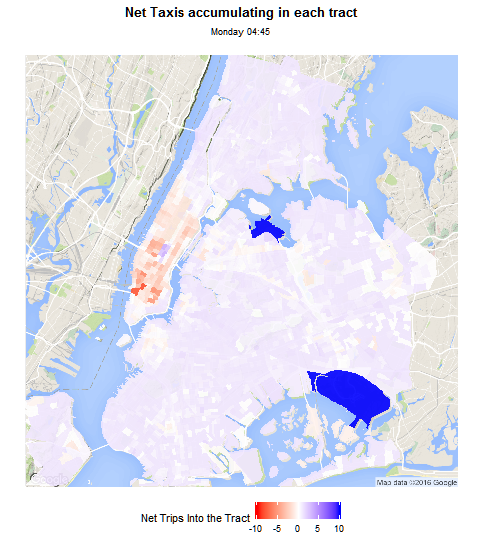 Net Taxis accumulating in each tract
Monday 04:45
Map data ©2016 Google
Net Trips Into the Tract
-10 -5 0 5 10